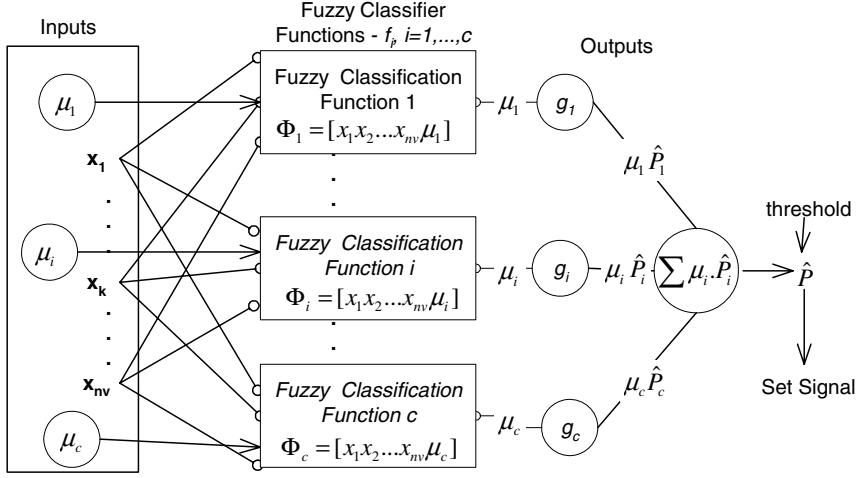 Inputs
Fuzzy Classifier
Functions - f_i, i=1,...,c
Outputs
μ_1
x_1
μ_i
x_k
x_nv
μ_c
Fuzzy Classification
Function 1
Φ_1 = [x_1 x_2 ... x_nv μ_1]
Fuzzy Classification
Function i
Φ_i = [x_1 x_2 ... x_nv μ_i]
Fuzzy Classification
Function c
Φ_c = [x_1 x_2 ... x_nv μ_c]
μ_1
g_1
μ_1 P̂_1
μ_i
g_i
μ_i P̂_i
μ_c
g_c
μ_c P̂_c
∑ μ_i . P̂_i
threshold
P̂
Set Signal